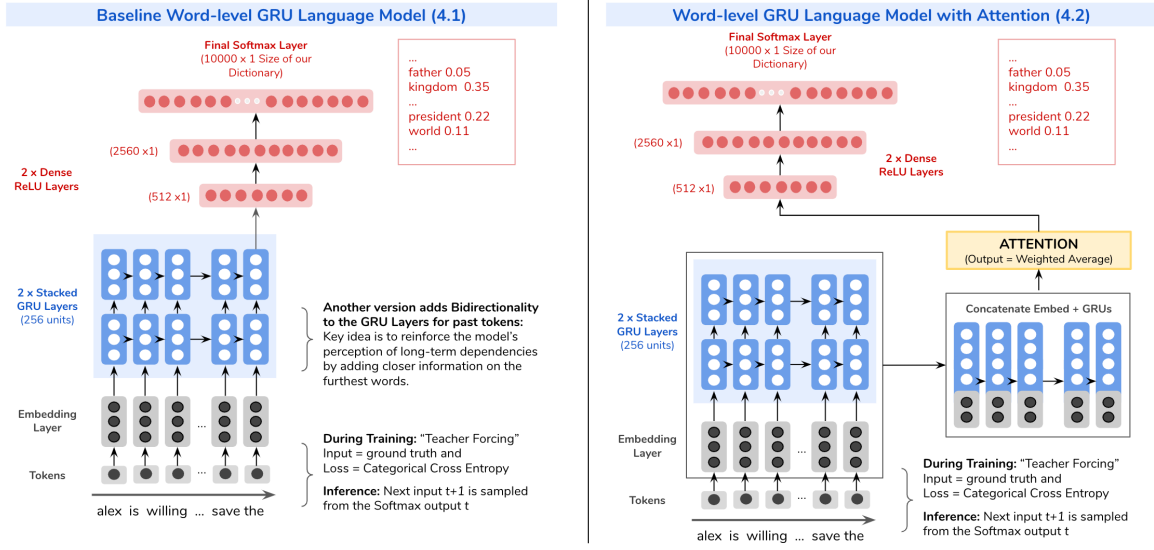 Baseline Word-level GRU Language Model (4.1)
Final Softmax Layer
(10000 x 1 Size of our
Dictionary)
...
father 0.05
kingdom 0.35
...
president 0.22
world 0.11
...
(2560 x1)
2 x Dense
ReLU Layers
(512 x1)
2 x Stacked
GRU Layers
(256 units)
Another version adds Bidirectionality
to the GRU Layers for past tokens:
Key idea is to reinforce the model's
perception of long-term dependencies
by adding closer information on the
furthest words.
Embedding
Layer
...
During Training: "Teacher Forcing"
Input = ground truth and
Loss = Categorical Cross Entropy
Inference: Next input t+1 is sampled
from the Softmax output t
Tokens
...
alex is willing ... save the
Word-level GRU Language Model with Attention (4.2)
Final Softmax Layer
(10000 x 1 Size of our
Dictionary)
...
father 0.05
kingdom 0.35
...
president 0.22
world 0.11
...
(2560 x1)
2 x Dense
ReLU Layers
(512 x1)
ATTENTION
(Output = Weighted Average)
2 x Stacked
GRU Layers
(256 units)
Concatenate Embed + GRUs
Embedding
Layer
...
Tokens
...
alex is willing ... save the
During Training: "Teacher Forcing"
Input = ground truth and
Loss = Categorical Cross Entropy
Inference: Next input t+1 is sampled
from the Softmax output t